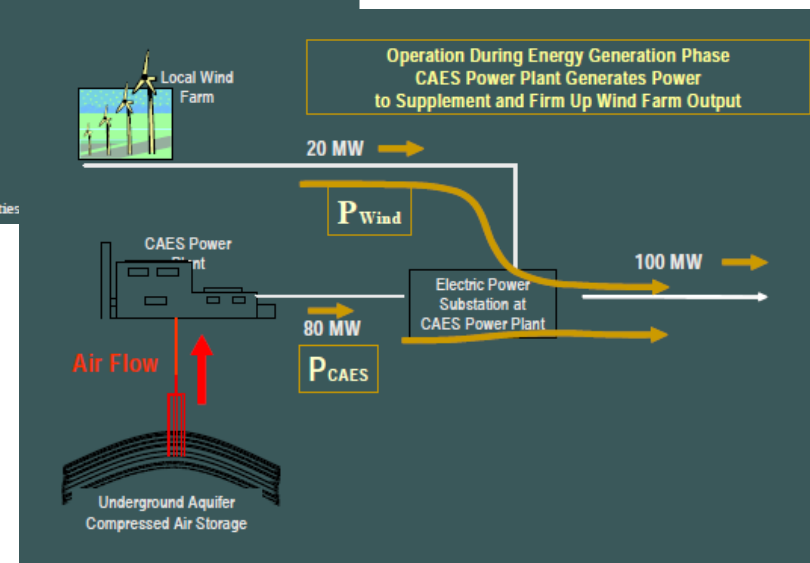 Operation During Energy Generation Phase
CAES Power Plant Generates Power
to Supplement and Firm Up Wind Farm Output
Local Wind
Farm
20 MW
PWind
ties
CAES Power
100 MW
Electric Power
Substation at
CAES Power Plant
80 MW
PCAES
Air Flow
Underground Aquifer
Compressed Air Storage